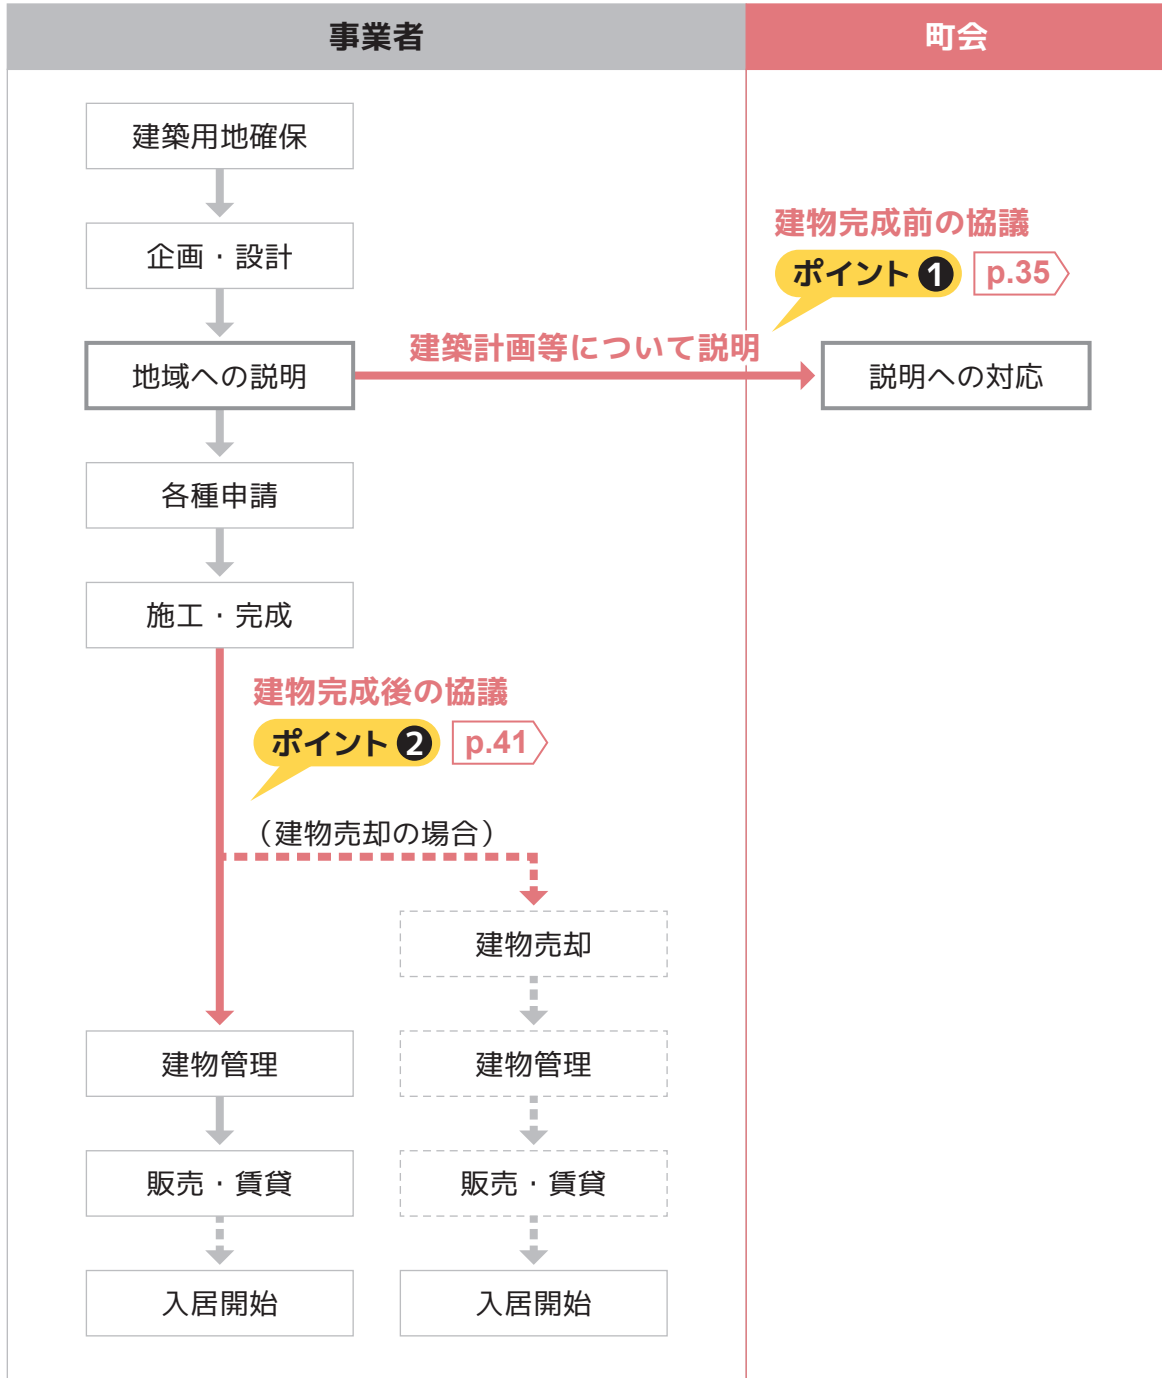 事業者
町会
建築用地確保
企画・設計
建物完成前の協議
ポイント ❶ p.35
建築計画等について説明
地域への説明
説明への対応
各種申請
施工・完成
建物完成後の協議
ポイント ❷ p.41
（建物売却の場合）
建物売却
建物管理
建物管理
販売・賃貸
販売・賃貸
入居開始
入居開始